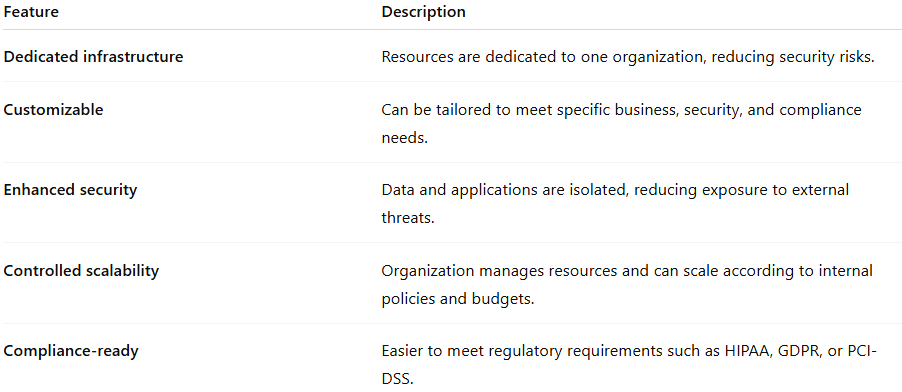 Feature Description
Dedicated infrastructure Resources are dedicated to one organization, reducing security risks.
Customizable Can be tailored to meet specific business, security, and compliance
needs.
Enhanced security Data and applications are isolated, reducing exposure to external
threats.
Controlled scalability Organization manages resources and can scale according to internal
policies and budgets.
Compliance-ready Easier to meet regulatory requirements such as HIPAA, GDPR, or PCI-
DSS.